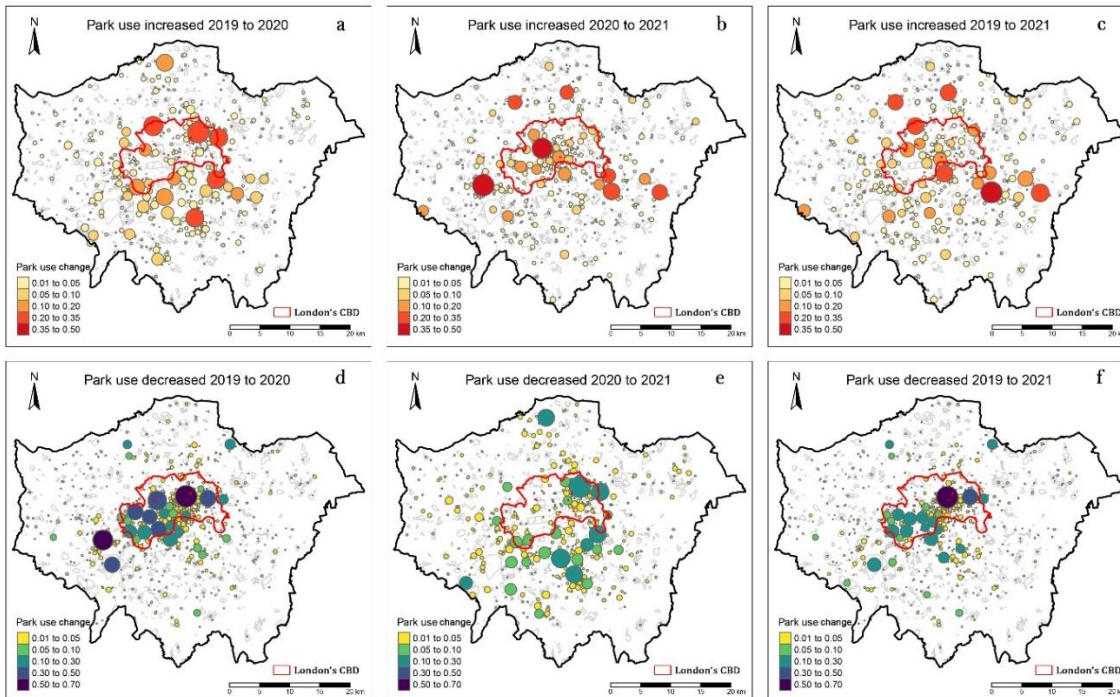 Park use increased 2019 to 2020
a
N
Park use change
0.01 to 0.05
0.05 to 0.10
0.10 to 0.20
0.20 to 0.35
0.35 to 0.50
London's CBD
0 5 10 15 20 km
Park use increased 2020 to 2021
b
N
Park use change
0.01 to 0.05
0.05 to 0.10
0.10 to 0.20
0.20 to 0.35
0.35 to 0.50
London's CBD
0 5 10 15 20 km
Park use increased 2019 to 2021
c
N
Park use change
0.01 to 0.05
0.05 to 0.10
0.10 to 0.20
0.20 to 0.35
0.35 to 0.50
London's CBD
0 5 10 15 20 km
Park use decreased 2019 to 2020
d
N
Park use change
0.01 to 0.05
0.05 to 0.10
0.10 to 0.30
0.30 to 0.50
0.50 to 0.70
London's CBD
0 5 10 15 20 km
Park use decreased 2020 to 2021
e
N
Park use change
0.01 to 0.05
0.05 to 0.10
0.10 to 0.30
0.30 to 0.50
0.50 to 0.70
London's CBD
0 5 10 15 20 km
Park use decreased 2019 to 2021
f
N
Park use change
0.01 to 0.05
0.05 to 0.10
0.10 to 0.30
0.30 to 0.50
0.50 to 0.70
London's CBD
0 5 10 15 20 km